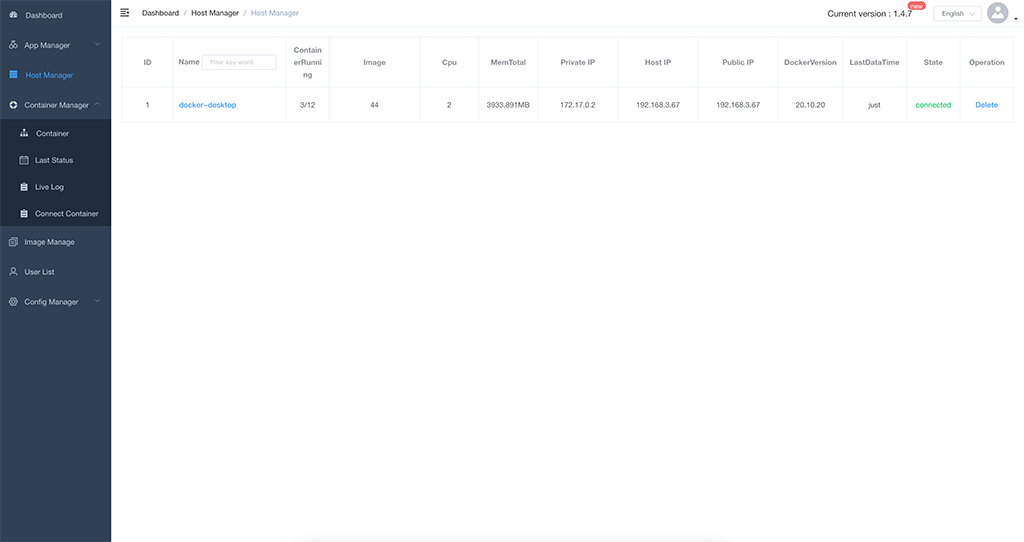 Dashboard
App Manager
Host Manager
Container Manager
Container
Last Status
Live Log
Connect Container
Image Manage
User List
Config Manager
Dashboard / Host Manager / Host Manager
Current version : 1.4.7 new
English
ID Name Filter key word ContainerRunning Image Cpu MemTotal Private IP Host IP Public IP DockerVersion LastDataTime State Operation
1 docker-desktop 3/12 44 2 3933.891MB 172.17.0.2 192.168.3.67 192.168.3.67 20.10.20 just connected Delete